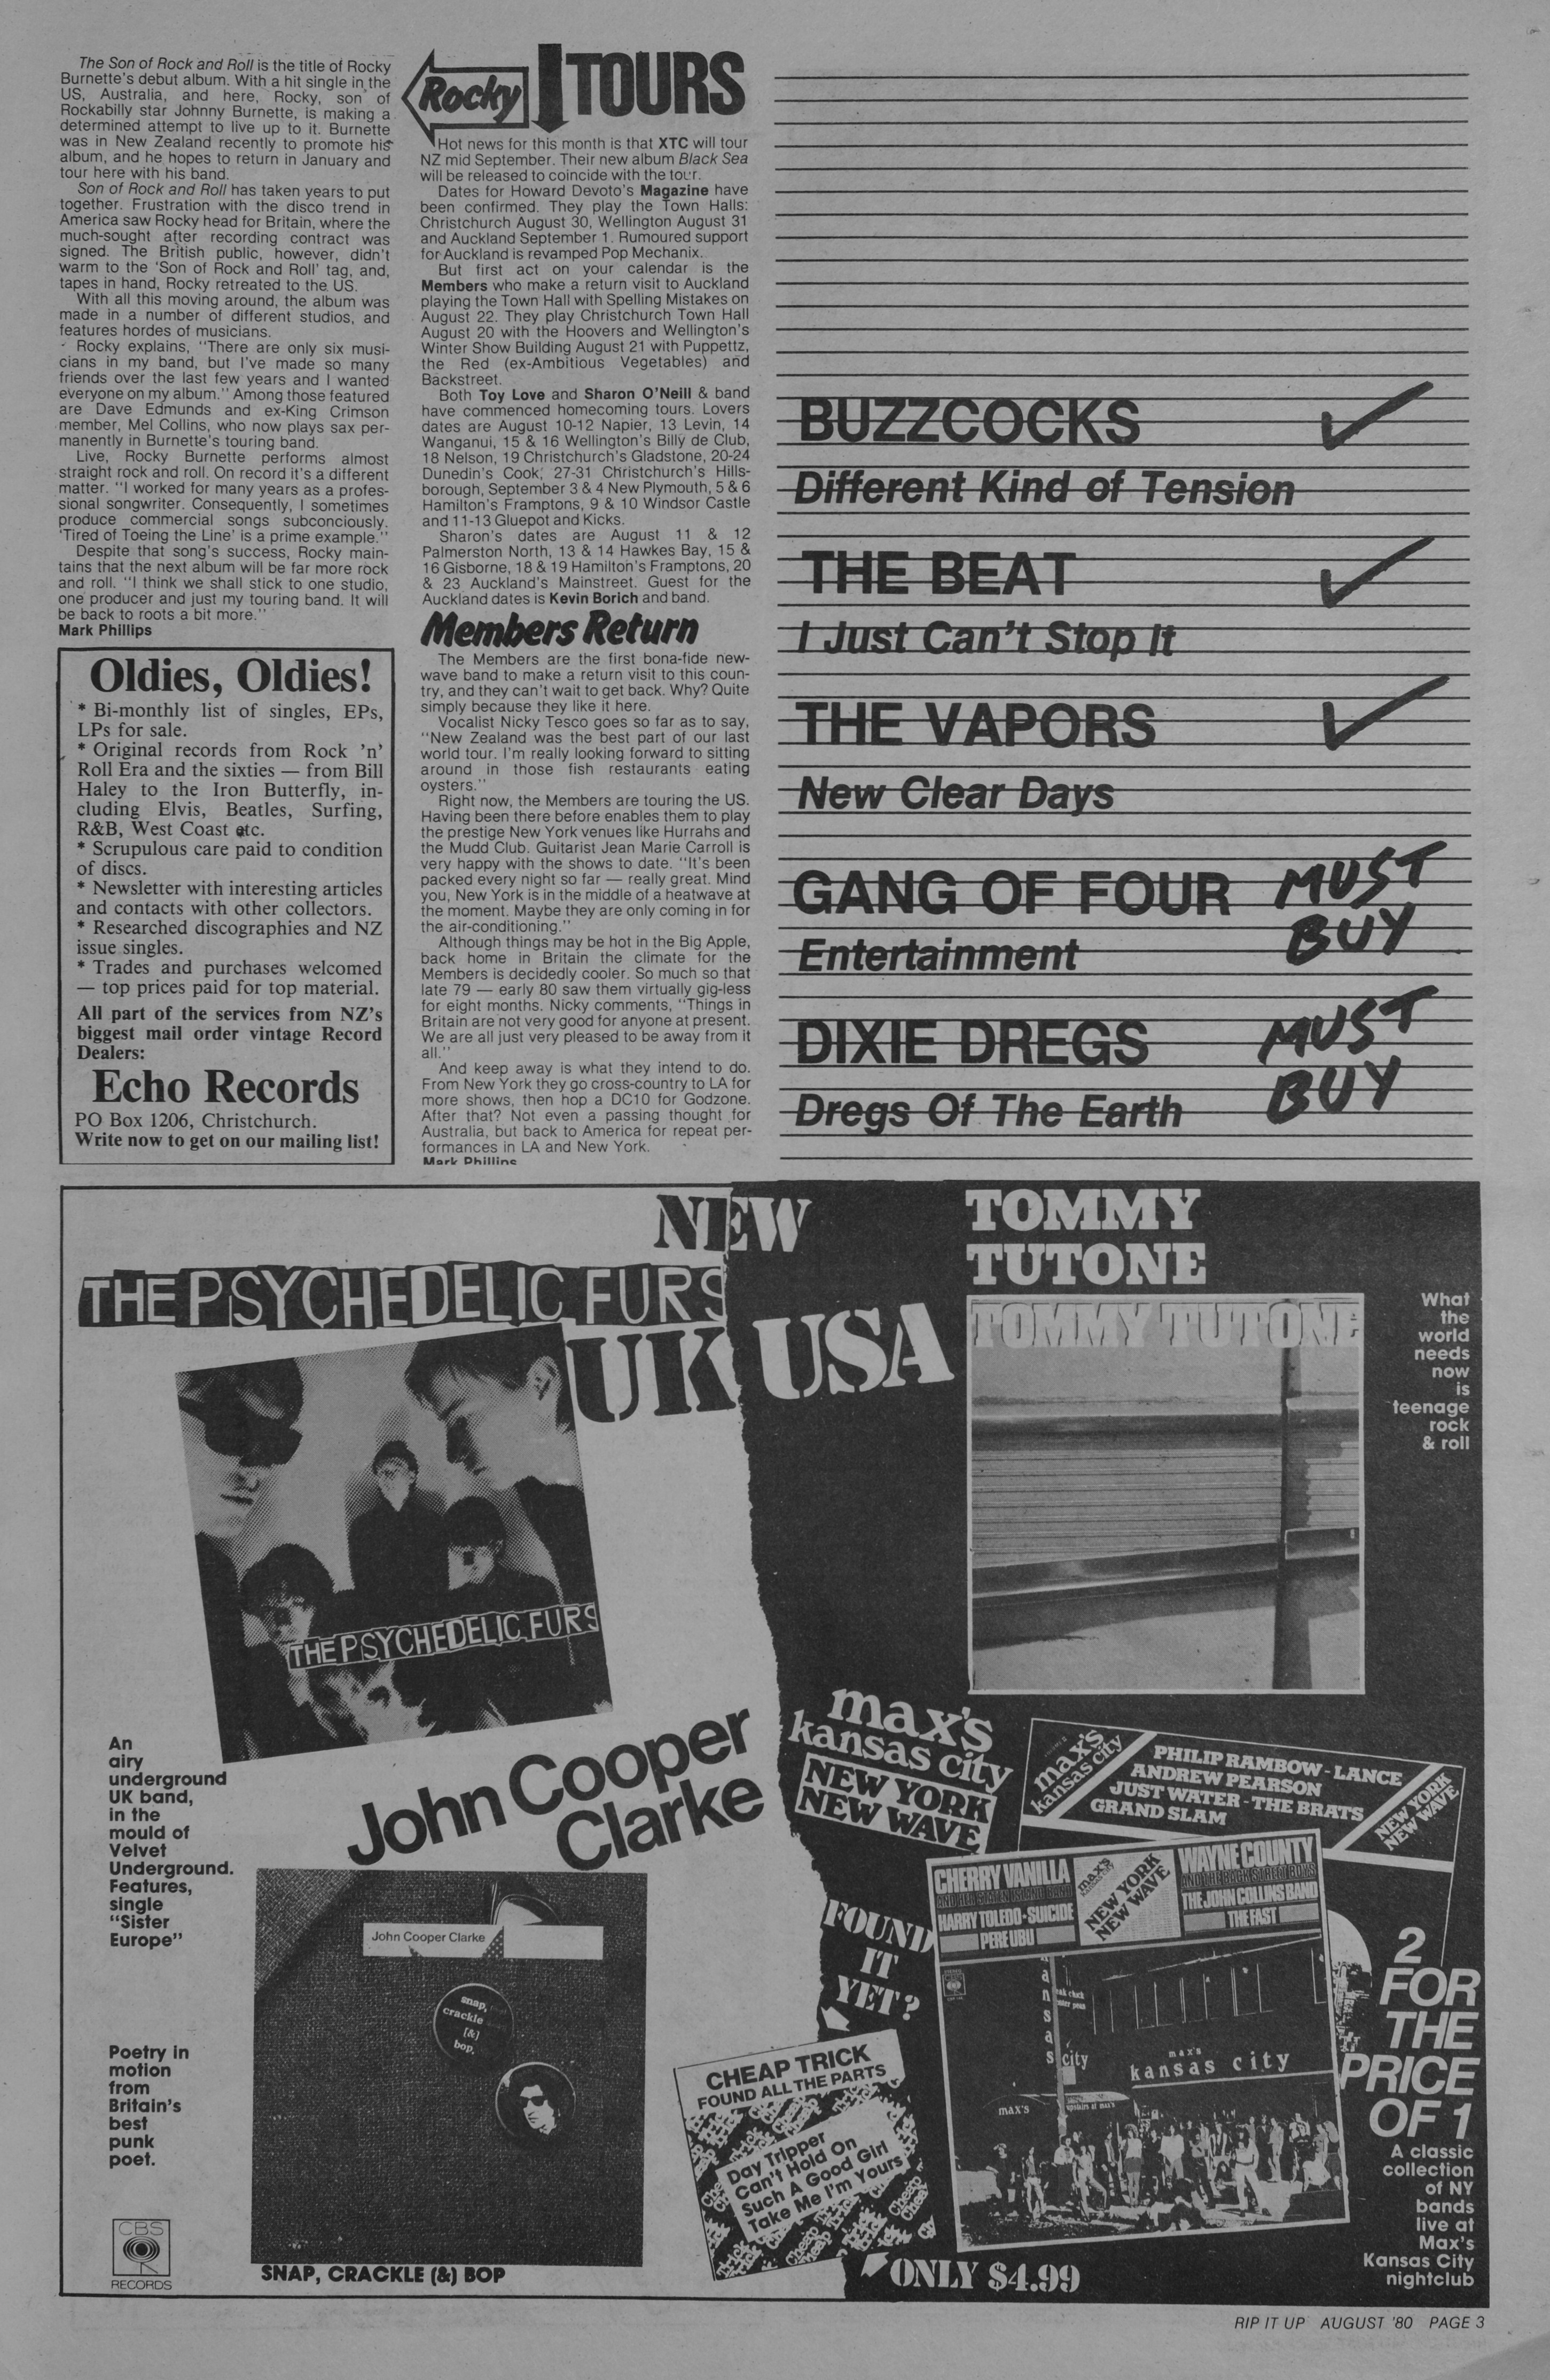 The Son of Rock and Roll is the title of Rocky
Burnette's debut album. With a hit single in the
US, Australia, and here, Rocky, son of
Rockabilly star Johnny Burnette, is making a
determined attempt to live up to it. Burnette
was in New Zealand recently to promote his
album, and he hopes to return in January and
tour here with his band.
Son of Rock and Roll has taken years to put
together. Frustration with the disco trend in
America saw Rocky head for Britain, where the
much-sought after recording contract was
signed. The British public, however, didn't
warm to the 'Son of Rock and Roll' tag, and,
tapes in hand, Rocky retreated to the US.
With all this moving around, the album was
made in a number of different studios, and
features hordes of musicians.
Rocky explains, "There are only six musi-
cians in my band, but I've made so many
friends over the last few years and I wanted
everyone on my album." Among those featured
are Dave Edmunds and ex-King Crimson
member, Mel Collins, who now plays sax per-
manently in Burnette's touring band.
Live, Rocky Burnette performs almost
straight rock and roll. On record it's a different
matter. "I worked for many years as a profes-
sional songwriter. Consequently, I sometimes
produce commercial songs subconciously.
'Tired of Toeing the Line' is a prime example."
Despite that song's success, Rocky main-
tains that the next album will be far more rock
and roll. "I think we shall stick to one studio,
one producer and just my touring band. It will
be back to roots a bit more."
Mark Phillips
Oldies, Oldies!
* Bi-monthly list of singles, EPs,
LPs for sale.
* Original records from Rock 'n'
Roll Era and the sixties — from Bill
Haley to the Iron Butterfly, in-
cluding Elvis, Beatles, Surfing,
R&B, West Coast etc.
* Scrupulous care paid to condition
of discs.
* Newsletter with interesting articles
and contacts with other collectors.
* Researched discographies and NZ
issue singles.
* Trades and purchases welcomed
— top prices paid for top material.
All part of the services from NZ's
biggest mail order vintage Record
Dealers:
Echo Records
PO Box 1206, Christchurch.
Write now to get on our mailing list!
Rocky
TOURS
Hot news for this month is that XTC will tour
NZ mid September. Their new album Black Sea
will be released to coincide with the tour.
Dates for Howard Devoto's Magazine have
been confirmed. They play the Town Halls:
Christchurch August 30, Wellington August 31
and Auckland September 1. Rumoured support
for Auckland is revamped Pop Mechanix.
But first act on your calendar is the
Members who make a return visit to Auckland
playing the Town Hall with Spelling Mistakes on
August 22. They play Christchurch Town Hall
August 20 with the Hoovers and Wellington's
Winter Show Building August 21 with Puppettz,
the Red (ex-Ambitious Vegetables) and
Backstreet.
Both Toy Love and Sharon O'Neill & band
have commenced homecoming tours. Lovers
dates are August 10-12 Napier, 13 Levin, 14
Wanganui, 15 & 16 Wellington's Billy de Club,
18 Nelson, 19 Christchurch's Gladstone, 20-24
Dunedin's Cook, 27-31 Christchurch's Hills-
borough, September 3 & 4 New Plymouth, 5 & 6
Hamilton's Framptons, 9 & 10 Windsor Castle
and 11-13 Gluepot and Kicks.
Sharon's dates are August 11 & 12
Palmerston North, 13 & 14 Hawkes Bay, 15 &
16 Gisborne, 18 & 19 Hamilton's Framptons, 20
& 23 Auckland's Mainstreet. Guest for the
Auckland dates is Kevin Borich and band.
Members Return
The Members are the first bona-fide new-
wave band to make a return visit to this coun-
try, and they can't wait to get back. Why? Quite
simply because they like it here.
Vocalist Nicky Tesco goes so far as to say,
"New Zealand was the best part of our last
world tour. I'm really looking forward to sitting
around in those fish restaurants eating
oysters."
Right now, the Members are touring the US.
Having been there before enables them to play
the prestige New York venues like Hurrahs and
the Mudd Club. Guitarist Jean Marie Carroll is
very happy with the shows to date. "It's been
packed every night so far — really great. Mind
you, New York is in the middle of a heatwave at
the moment. Maybe they are only coming in for
the air-conditioning."
Although things may be hot in the Big Apple,
back home in Britain the climate for the
Members is decidedly cooler. So much so that
late 79 — early 80 saw them virtually gig-less
for eight months. Nicky comments, "Things in
Britain are not very good for anyone at present.
We are all just very pleased to be away from it
all."
And keep away is what they intend to do.
From New York they go cross-country to LA for
more shows, then hop a DC10 for Godzone.
After that? Not even a passing thought for
Australia, but back to America for repeat per-
formances in LA and New York.
Mark Phillips
BUZZCOCKS
Different Kind of Tension
THE BEAT
I Just Can't Stop It
THE VAPORS
New Clear Days
GANG OF FOUR
MUST
BUY
Entertainment
DIXIE DREGS
MUST
BUY
Dregs Of The Earth
NEW
UK USA
THE PSYCHEDELIC FURS
THE PSYCHEDELIC FURS
An
airy
underground
UK band,
in the
mould of
Velvet
Underground.
Features,
single
"Sister
Europe"
John Cooper
Clarke
John Cooper Clarke
snap,
crackle
[&]
bop.
Poetry in
motion
from
Britain's
best
punk
poet.
CBS
RECORDS
SNAP, CRACKLE (&) BOP
TOMMY
TUTONE
TOMMY TUTONE
What
the
world
needs
now
is
teenage
rock
& roll
max's
kansas city
NEW YORK
NEW WAVE
max's
kansas city
PHILIP RAMBOW - LANCE
ANDREW PEARSON
JUST WATER - THE BRATS
GRAND SLAM
NEW YORK
NEW WAVE
CHERRY VANILLA
AND HER STATEN ISLAND BAND
HARRY TOLEDO - SUICIDE
PERE UBU
max's
kansas city
NEW YORK
NEW WAVE
WAYNE COUNTY
AND THE BACK STREET BOYS
THE JOHN COLLINS BAND
THE FAST
max's
kansas city
city
max's
upstairs at max's
FOUND
IT
YET?
CHEAP TRICK
FOUND ALL THE PARTS
Day Tripper
Can't Hold On
Such A Good Girl
Take Me I'm Yours
ONLY $4.99
2
FOR
THE
PRICE
OF 1
A classic
collection
of NY
bands
live at
Max's
Kansas City
nightclub
RIP IT UP AUGUST '80 PAGE 3